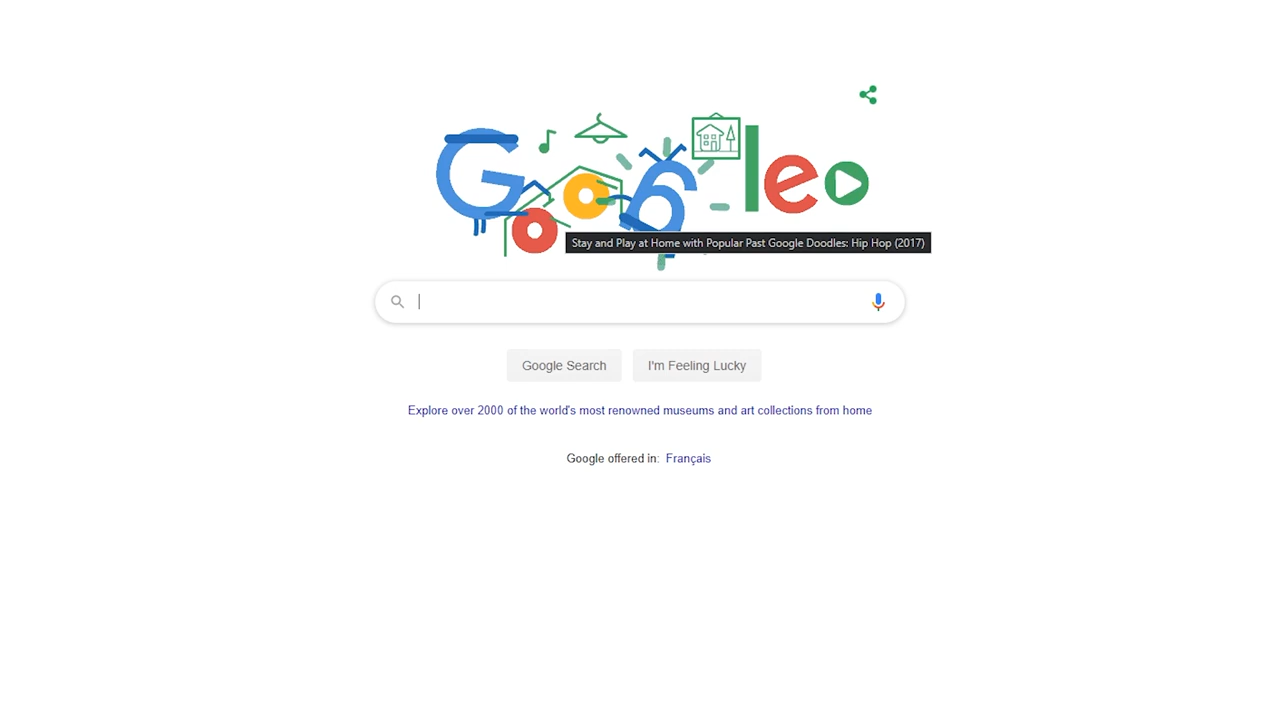 Google
Stay and Play at Home with Popular Past Google Doodles: Hip Hop (2017)
Google Search
I'm Feeling Lucky
Explore over 2000 of the world's most renowned museums and art collections from home
Google offered in: Français